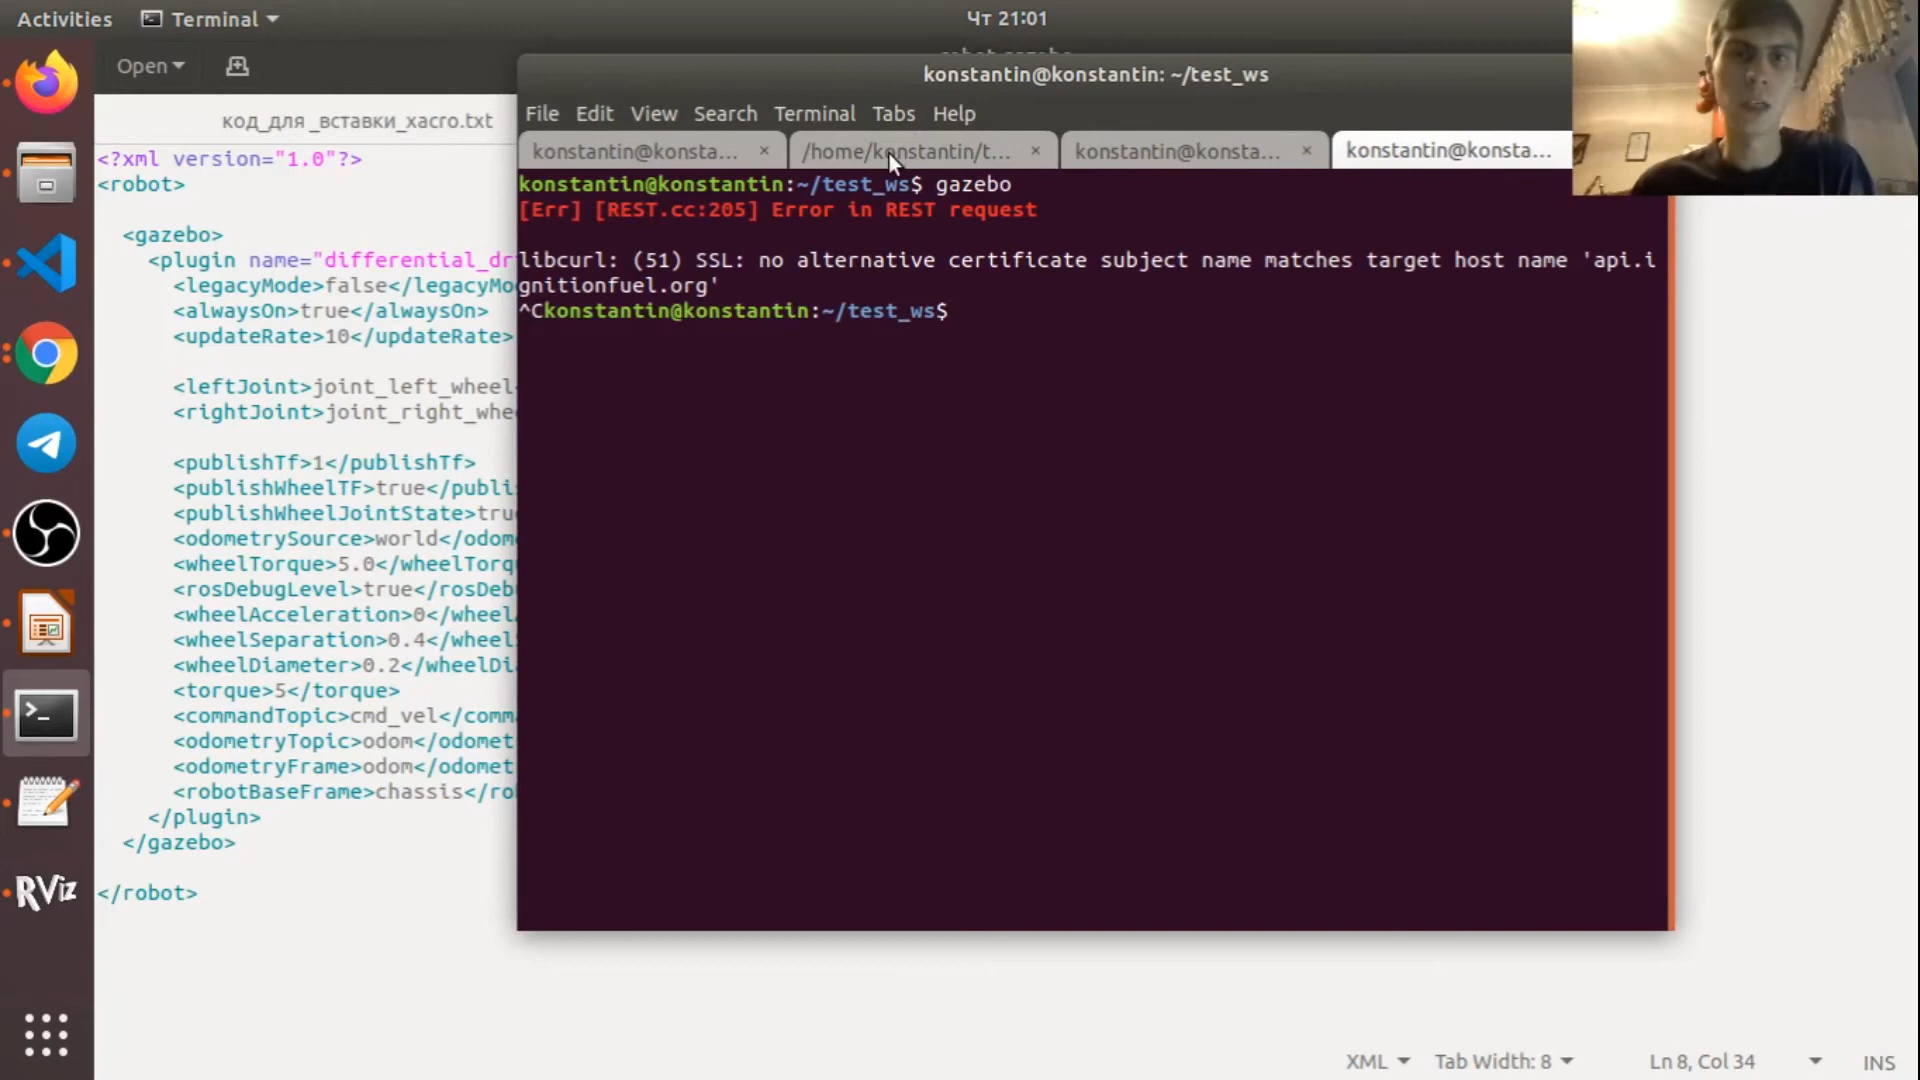 Activities
Terminal
Чт 21:01
Open
konstantin@konstantin: ~/test_ws
File Edit View Search Terminal Tabs Help
код_для _вставки_xacro.txt
konstantin@konsta...
/home/konstantin/t...
konstantin@konsta...
konstantin@konsta...
<?xml version="1.0"?>
<robot>
<gazebo>
<plugin name="differential_dr
<legacyMode>false</legacyMo
<alwaysOn>true</alwaysOn>
<updateRate>10</updateRate>
<leftJoint>joint_left_wheel
<rightJoint>joint_right_whe
<publishTf>1</publishTf>
<publishWheelTF>true</publi
<publishWheelJointState>tru
<odometrySource>world</odom
<wheelTorque>5.0</wheelTorqu
<rosDebugLevel>true</rosDeb
<wheelAcceleration>0</wheelA
<wheelSeparation>0.4</wheelS
<wheelDiameter>0.2</wheelDi
<torque>5</torque>
<commandTopic>cmd_vel</comm
<odometryTopic>odom</odomet
<odometryFrame>odom</odomet
<robotBaseFrame>chassis</ro
</plugin>
</gazebo>
</robot>
konstantin@konstantin:~/test_ws$ gazebo
[Err] [REST.cc:205] Error in REST request
libcurl: (51) SSL: no alternative certificate subject name matches target host name 'api.i
gnitionfuel.org'
^Ckonstantin@konstantin:~/test_ws$
RViz
XML
Tab Width: 8
Ln 8, Col 34
INS